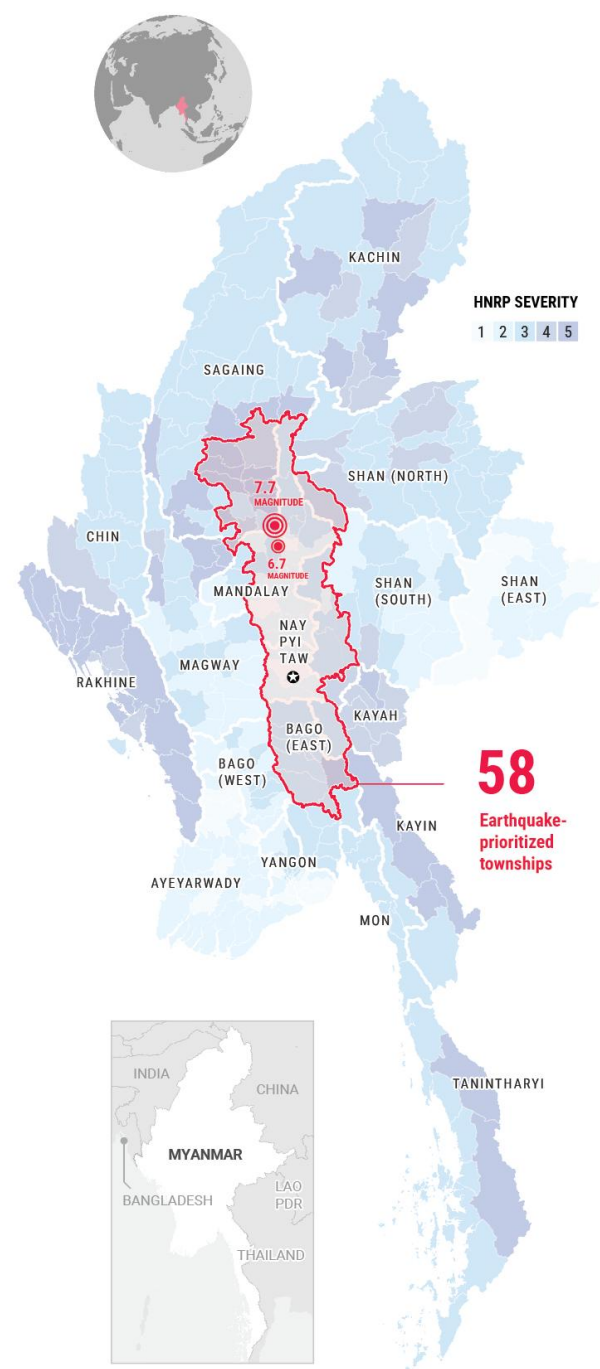 KACHIN
HNRP SEVERITY
1 2 3 4 5
SAGAING
SHAN (NORTH)
7.7
MAGNITUDE
CHIN
6.7
MAGNITUDE
MANDALAY
SHAN
(SOUTH)
SHAN
(EAST)
NAY
PYI
TAW
MAGWAY
RAKHINE
KAYAH
BAGO
(EAST)
BAGO
(WEST)
58
Earthquake-
prioritized
townships
KAYIN
YANGON
AYEYARWADY
MON
TANINTHARYI
INDIA
CHINA
MYANMAR
LAO
PDR
BANGLADESH
THAILAND